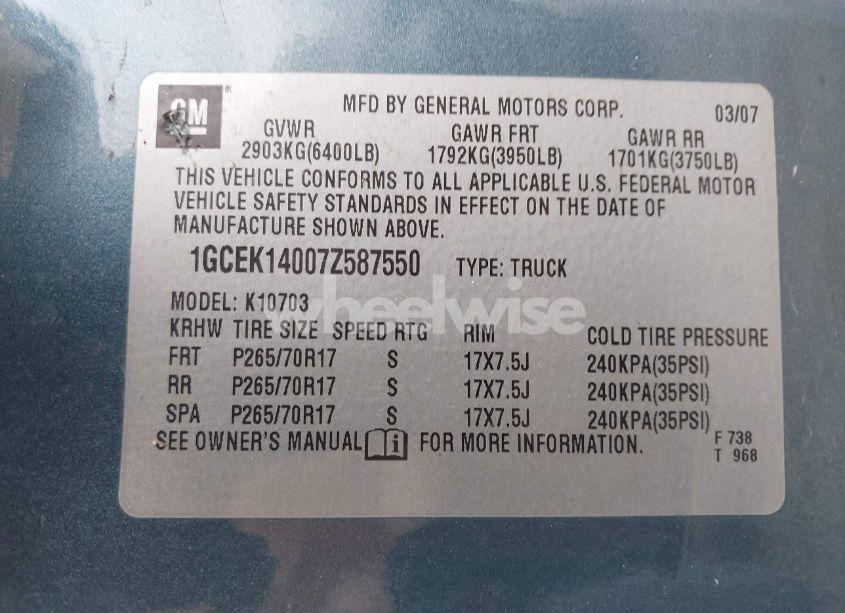 GM ®
MFD BY GENERAL MOTORS CORP. 03/07
GVWR GAWR FRT GAWR RR
2903KG(6400LB) 1792KG(3950LB) 1701KG(3750LB)
THIS VEHICLE CONFORMS TO ALL APPLICABLE U.S. FEDERAL MOTOR
VEHICLE SAFETY STANDARDS IN EFFECT ON THE DATE OF
MANUFACTURE SHOWN ABOVE.
1GCEK14007Z587550 TYPE: TRUCK
MODEL: K10703
wheelwise
KRHW TIRE SIZE SPEED RTG RIM COLD TIRE PRESSURE
FRT P265/70R17 S 17X7.5J 240KPA(35PSI)
RR P265/70R17 S 17X7.5J 240KPA(35PSI)
SPA P265/70R17 S 17X7.5J 240KPA(35PSI)
SEE OWNER'S MANUAL i FOR MORE INFORMATION.
F 738
T 968